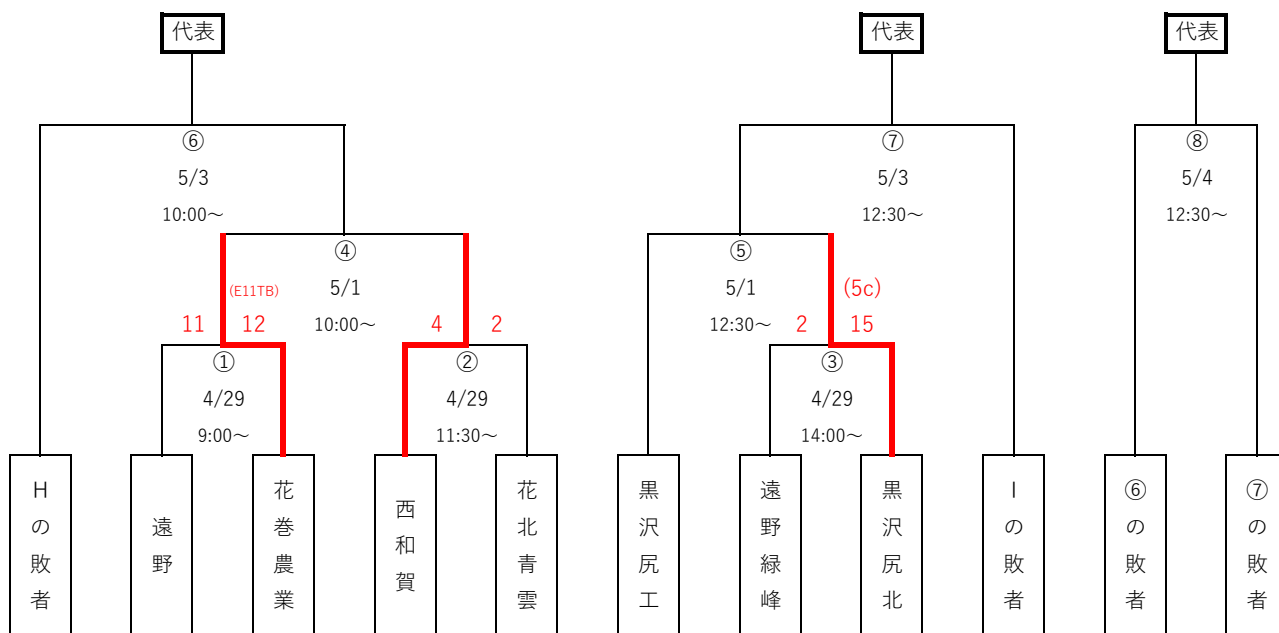 代表
代表
代表
⑥
5/3
10:00～
⑦
5/3
12:30～
⑧
5/4
12:30～
④
5/1
10:00～
⑤
5/1
12:30～
(E11TB)
(5c)
11
12
4
2
2
15
①
4/29
9:00～
②
4/29
11:30～
③
4/29
14:00～
Hの敗者
遠野
花巻農業
西和賀
花北青雲
黒沢尻工
遠野緑峰
黒沢尻北
Iの敗者
⑥の敗者
⑦の敗者